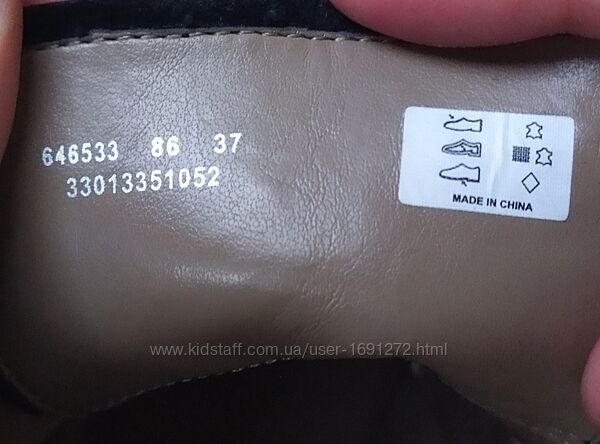 646533 86 37
33013351052
MADE IN CHINA
www.kidstaff.com.ua/user-1691272.html